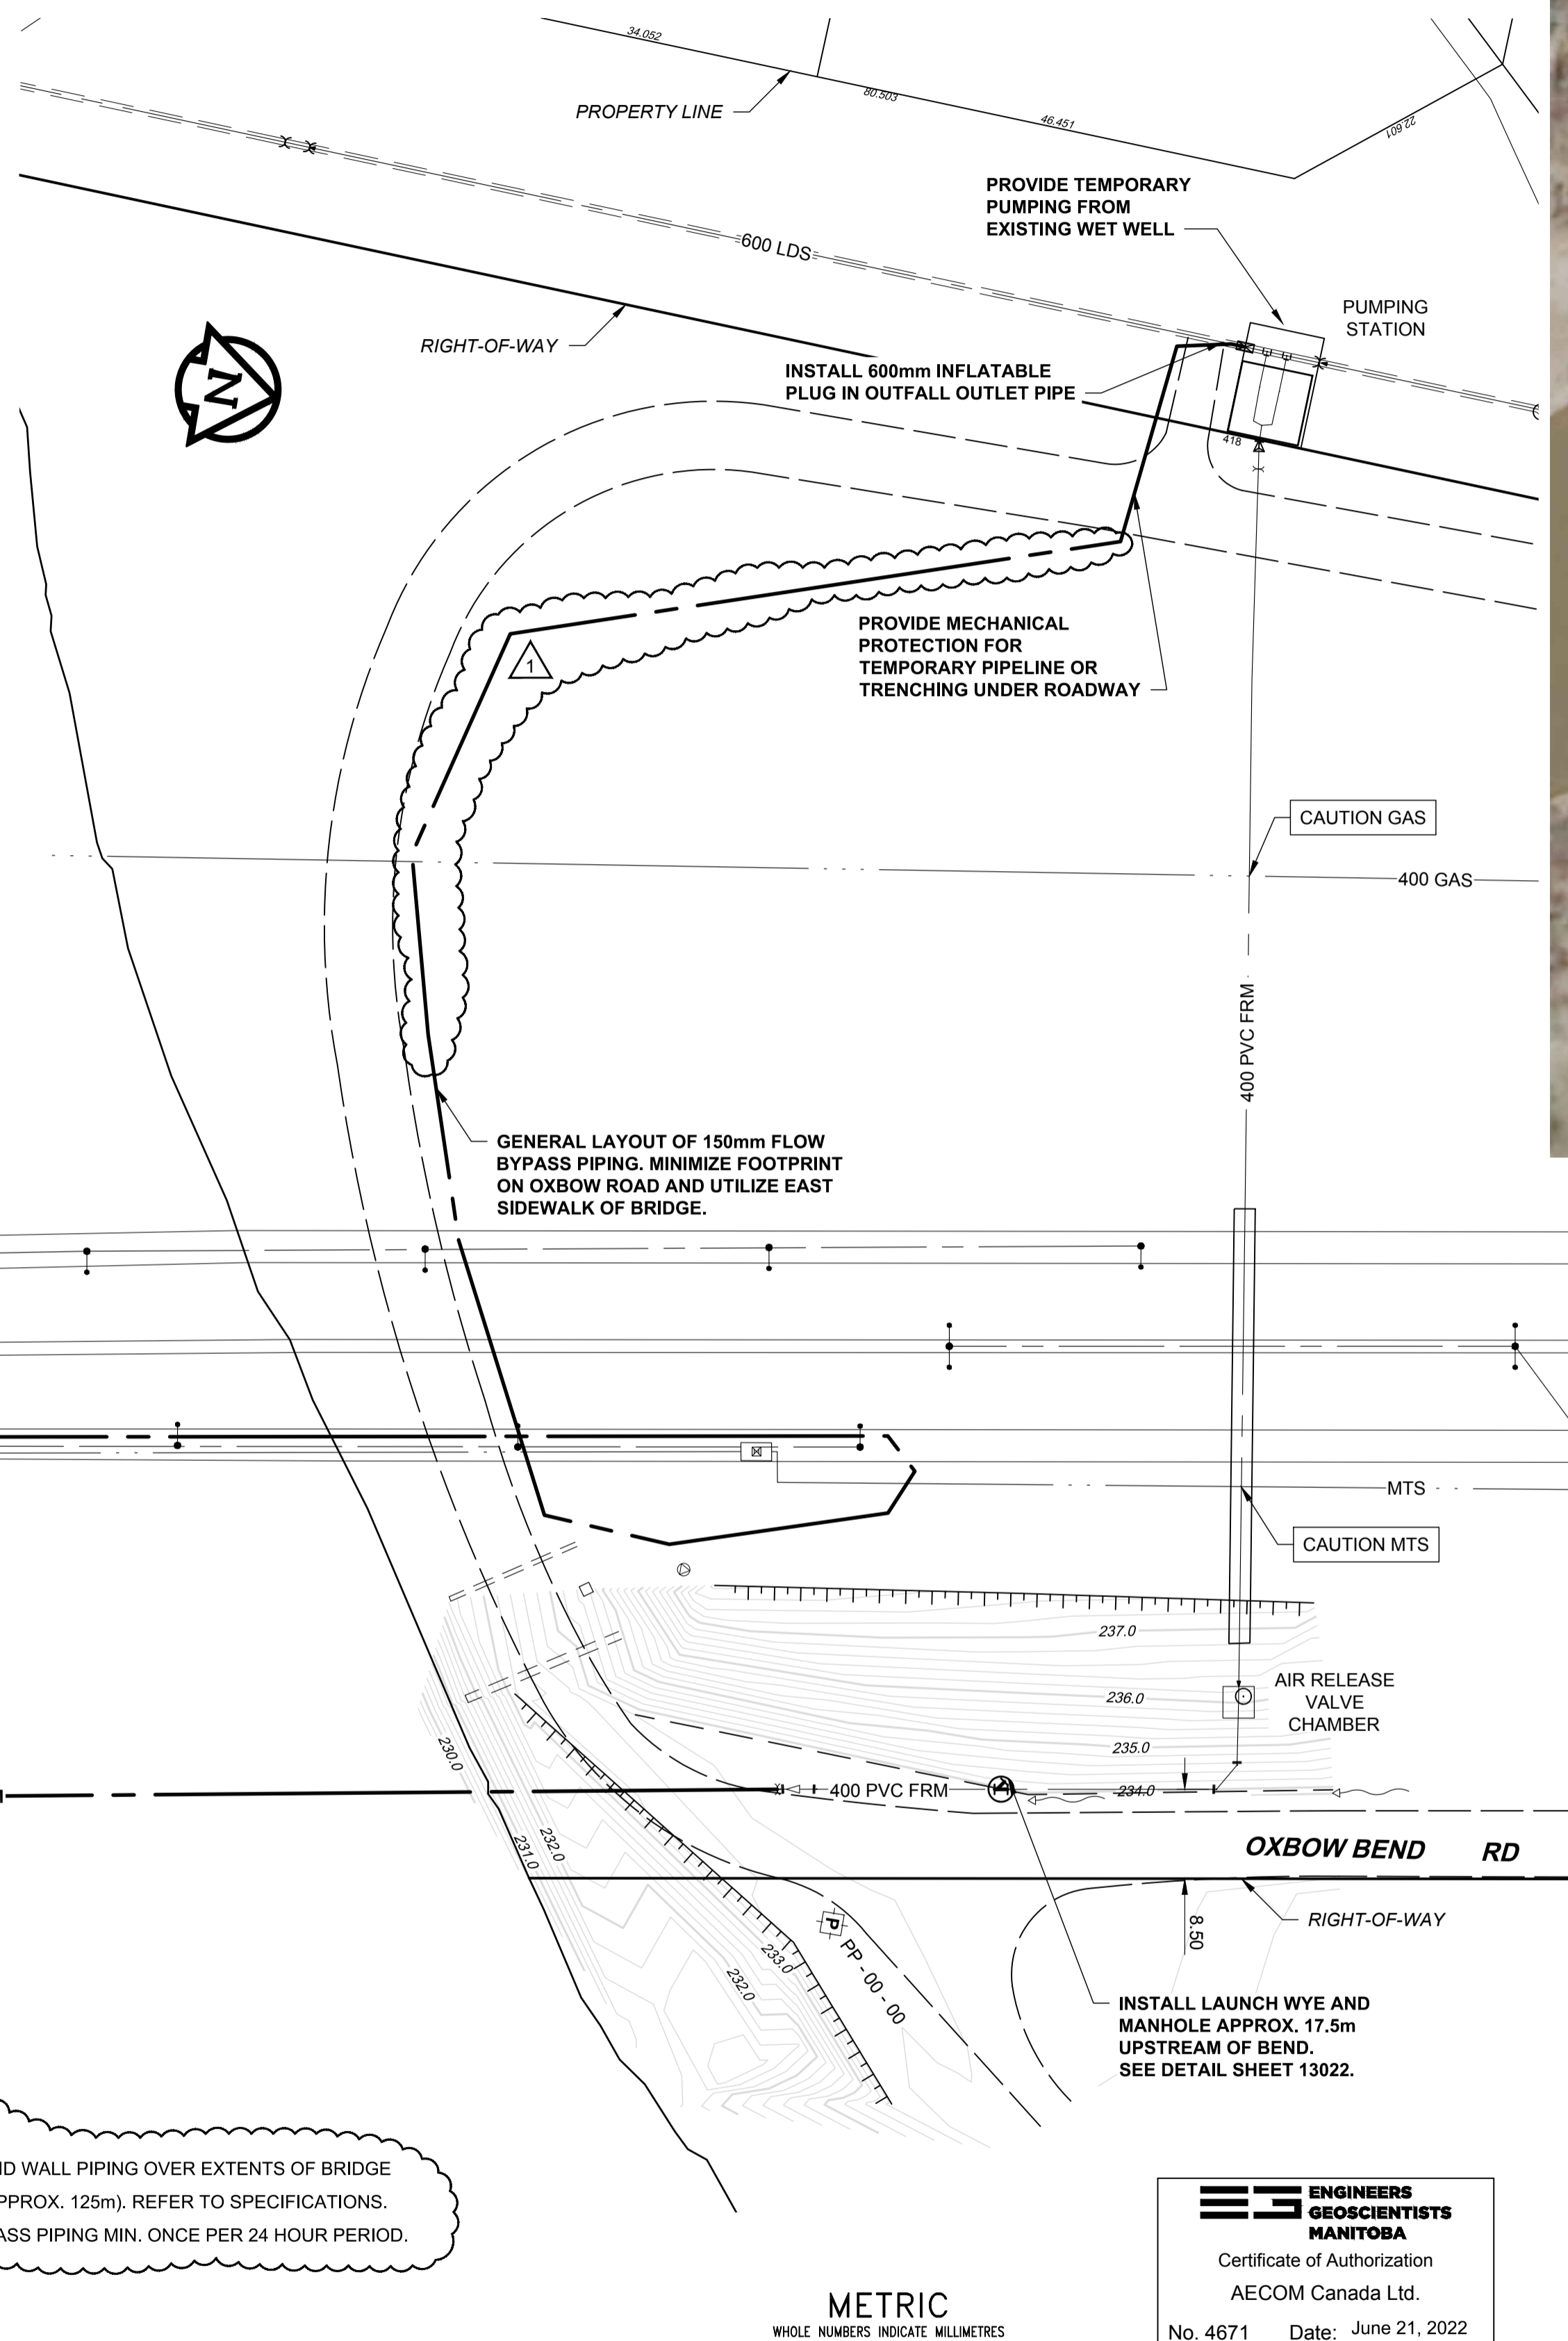 34.052
PROPERTY LINE
80.503
46.451
22.601
PROVIDE TEMPORARY
PUMPING FROM
EXISTING WET WELL
600 LDS
PUMPING
STATION
RIGHT-OF-WAY
INSTALL 600mm INFLATABLE
PLUG IN OUTFALL OUTLET PIPE
N
418
PROVIDE MECHANICAL
PROTECTION FOR
TEMPORARY PIPELINE OR
TRENCHING UNDER ROADWAY
1
CAUTION GAS
400 GAS
400 PVC FRM
GENERAL LAYOUT OF 150mm FLOW
BYPASS PIPING. MINIMIZE FOOTPRINT
ON OXBOW ROAD AND UTILIZE EAST
SIDEWALK OF BRIDGE.
MTS
CAUTION MTS
237.0
236.0
AIR RELEASE
VALVE
CHAMBER
235.0
230.0
400 PVC FRM
234.0
231.0
232.0
OXBOW BEND RD
P
PP - 00 - 00
8.50
RIGHT-OF-WAY
233.0
232.0
INSTALL LAUNCH WYE AND
MANHOLE APPROX. 17.5m
UPSTREAM OF BEND.
SEE DETAIL SHEET 13022.
WALL PIPING OVER EXTENTS OF BRIDGE
125m). REFER TO SPECIFICATIONS.
PIPING MIN. ONCE PER 24 HOUR PERIOD.
ENGINEERS
GEOSCIENTISTS
MANITOBA
Certificate of Authorization
AECOM Canada Ltd.
No. 4671 Date: June 21, 2022
METRIC
WHOLE NUMBERS INDICATE MILLIMETRES